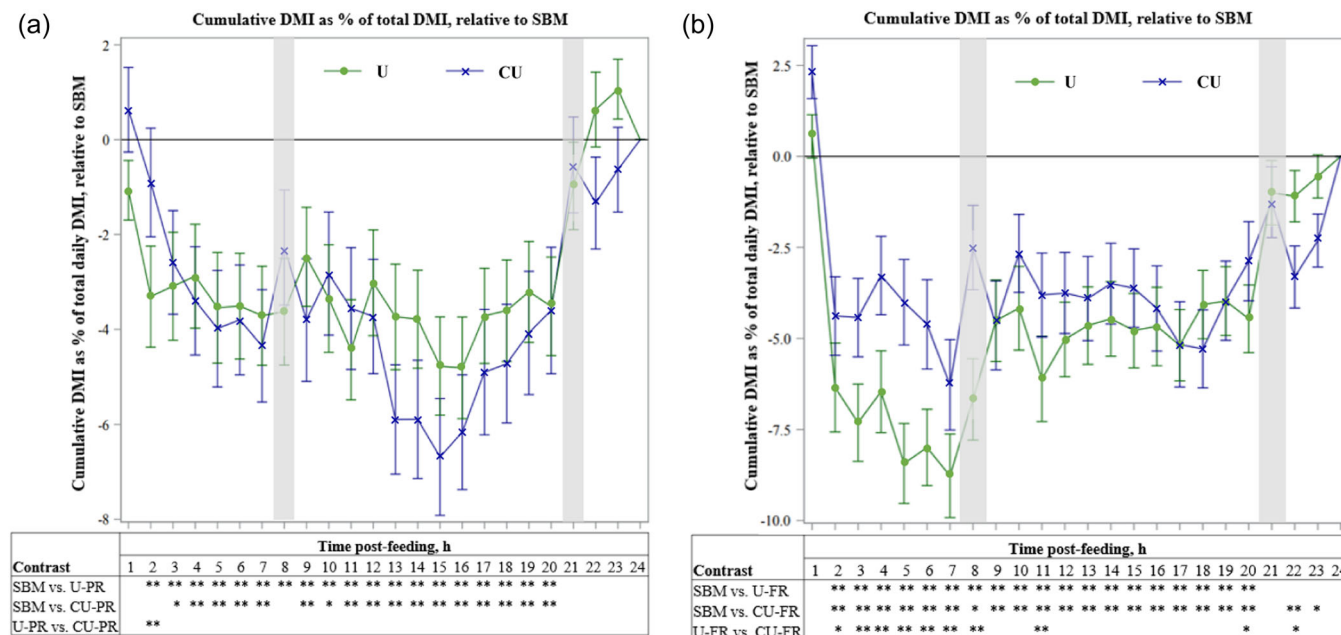 (a)
Cumulative DMI as % of total DMI, relative to SBM
Cumulative DMI as % of total daily DMI, relative to SBM
2
0
-2
-4
-6
-8
U
CU
Time post-feeding, h
Contrast 1 2 3 4 5 6 7 8 9 10 11 12 13 14 15 16 17 18 19 20 21 22 23 24
SBM vs. U-PR ** ** ** ** ** ** ** ** ** ** ** ** ** ** ** ** ** ** **
SBM vs. CU-PR * ** ** ** ** ** * ** ** ** ** ** ** ** ** ** **
U-PR vs. CU-PR **
(b)
Cumulative DMI as % of total DMI, relative to SBM
Cumulative DMI as % of total daily DMI, relative to SBM
2.5
0.0
-2.5
-5.0
-7.5
-10.0
U
CU
Time post-feeding, h
Contrast 1 2 3 4 5 6 7 8 9 10 11 12 13 14 15 16 17 18 19 20 21 22 23 24
SBM vs. U-FR ** ** ** ** ** ** ** ** ** ** ** ** ** ** ** ** ** ** **
SBM vs. CU-FR ** ** ** ** ** ** * ** ** ** ** ** ** ** ** ** ** ** ** ** *
U-FR vs. CU-FR * ** ** ** ** ** ** ** * *